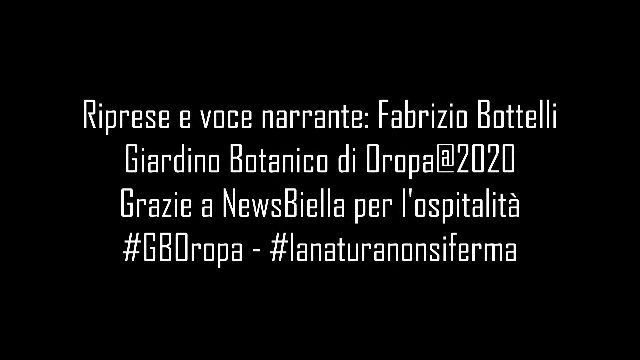 Riprese e voce narrante: Fabrizio Bottelli
Giardino Botanico di Oropa@2020
Grazie a NewsBiella per l'ospitalità
#GBOropa - #lanaturanonsiferma